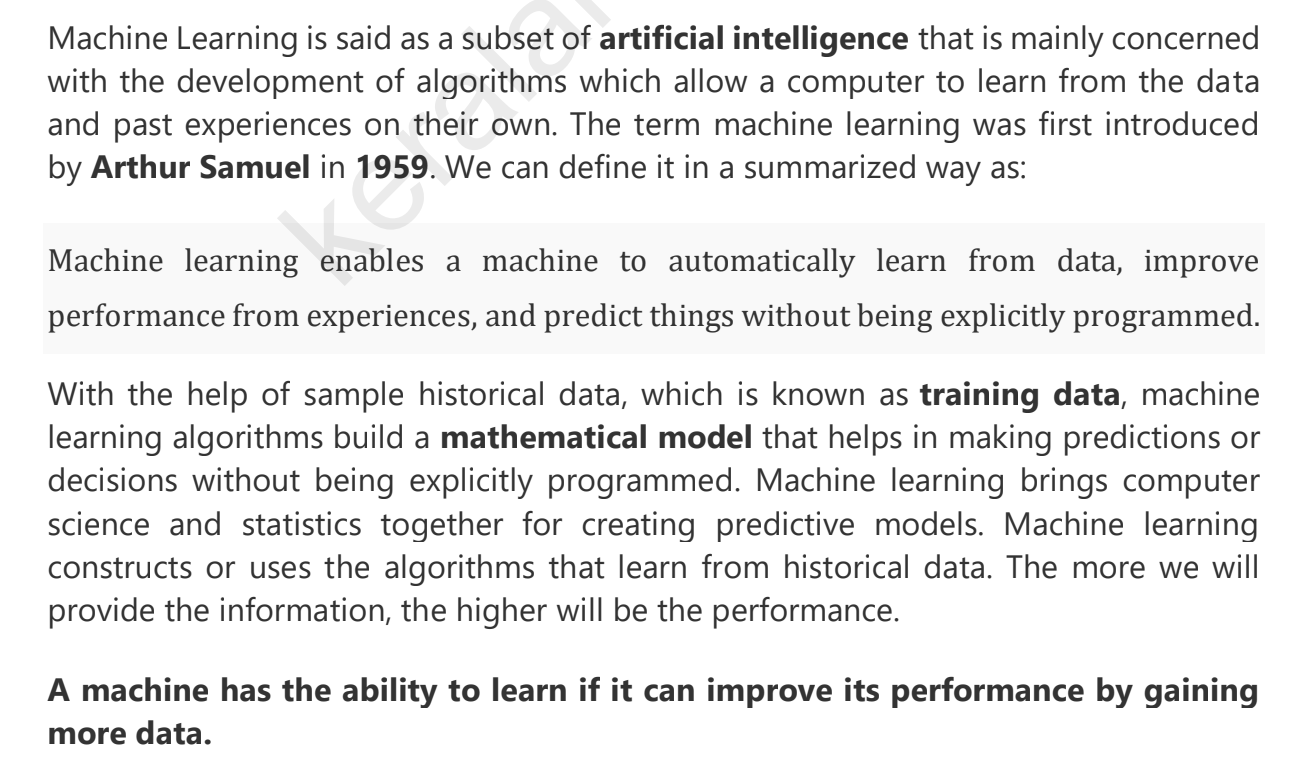 Machine Learning is said as a subset of artificial intelligence that is mainly concerned
with the development of algorithms which allow a computer to learn from the data
and past experiences on their own. The term machine learning was first introduced
by Arthur Samuel in 1959. We can define it in a summarized way as:
Machine learning enables a machine to automatically learn from data, improve
performance from experiences, and predict things without being explicitly programmed.
With the help of sample historical data, which is known as training data, machine
learning algorithms build a mathematical model that helps in making predictions or
decisions without being explicitly programmed. Machine learning brings computer
science and statistics together for creating predictive models. Machine learning
constructs or uses the algorithms that learn from historical data. The more we will
provide the information, the higher will be the performance.
A machine has the ability to learn if it can improve its performance by gaining
more data.